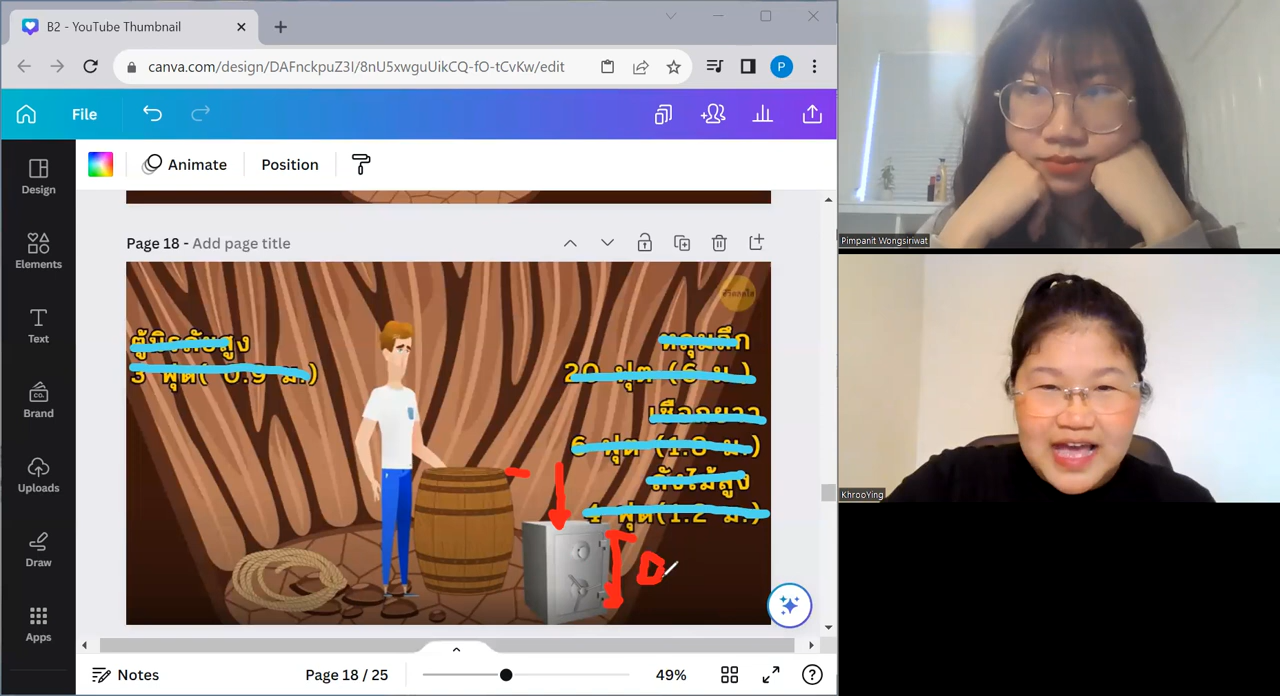 B2 - YouTube Thumbnail
canva.com/design/DAFnckpuZ3I/8nU5xwguUikCQ-fO-tCvKw/edit
P
File
Animate
Position
Design
Elements
Text
Brand
Uploads
Draw
Apps
Page 18 - Add page title
ตู้นิรภัยสูง
3 ฟุต( 0.9 ม.)
หลุมลึก
20 ฟุต (6 ม.)
เชือกยาว
6 ฟุต (1.8 ม.)
ถังไม้สูง
4 ฟุต(1.2 ม.)
Notes
Page 18 / 25
49%
Pimpanit Wongsiriwat
KhrooYing